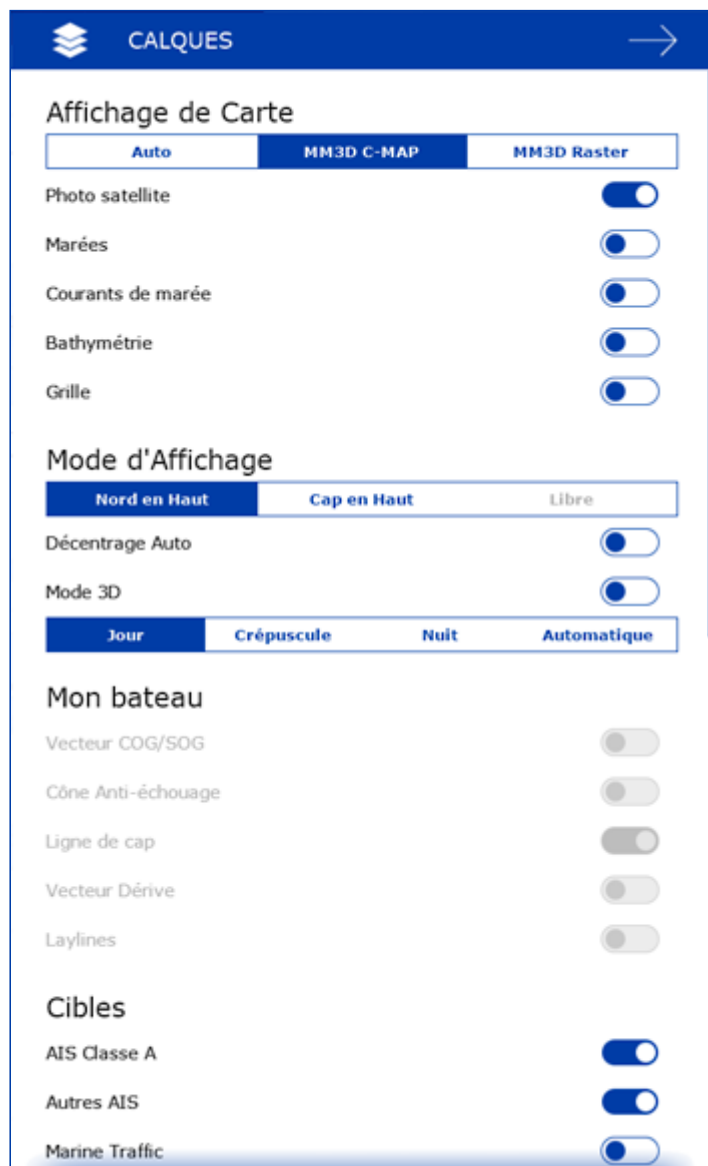 CALQUES
Affichage de Carte
Auto MM3D C-MAP MM3D Raster
Photo satellite
Marées
Courants de marée
Bathymétrie
Grille
Mode d'Affichage
Nord en Haut Cap en Haut Libre
Décentrage Auto
Mode 3D
Jour Crépuscule Nuit Automatique
Mon bateau
Vecteur COG/SOG
Cône Anti-échouage
Ligne de cap
Vecteur Dérive
Laylines
Cibles
AIS Classe A
Autres AIS
Marine Traffic